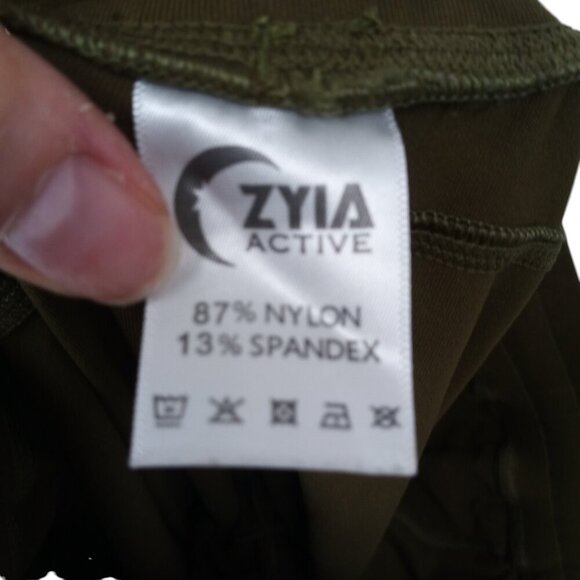 ZYIA
ACTIVE
87% NYLON
13% SPANDEX